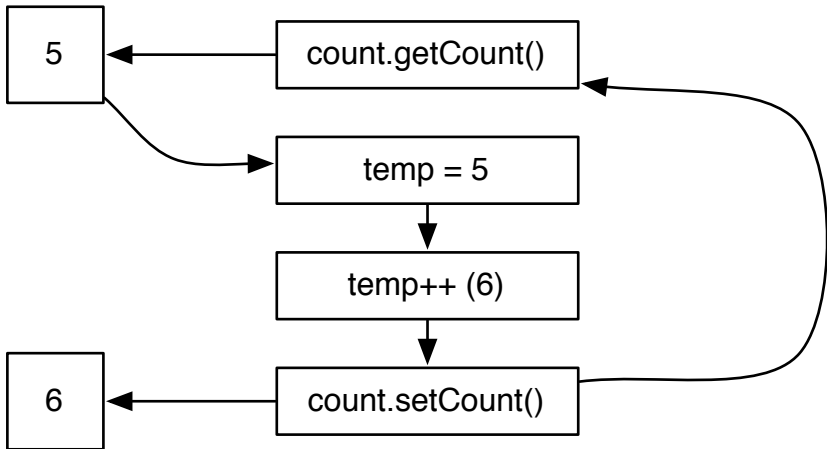 5
count.getCount()
temp = 5
temp++ (6)
6
count.setCount()